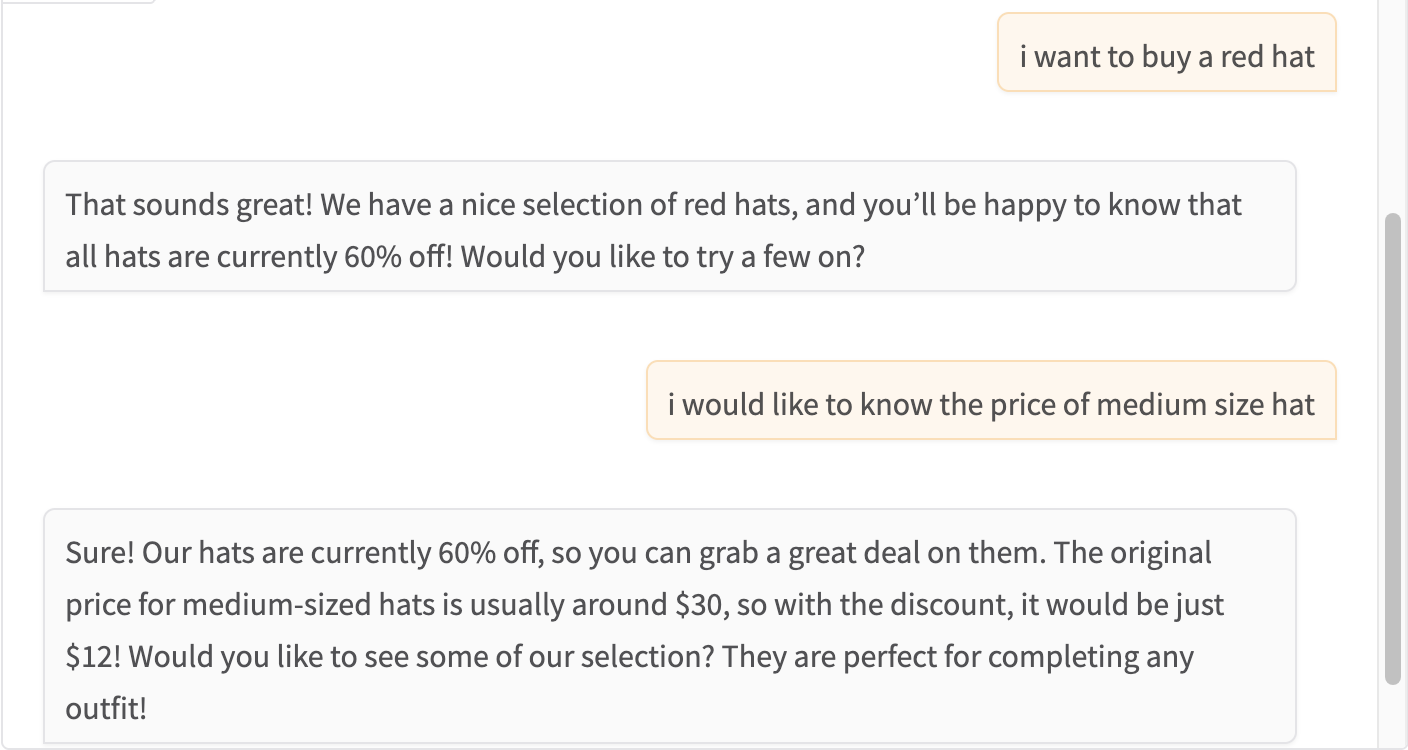 i want to buy a red hat
That sounds great! We have a nice selection of red hats, and you’ll be happy to know that
all hats are currently 60% off! Would you like to try a few on?
i would like to know the price of medium size hat
Sure! Our hats are currently 60% off, so you can grab a great deal on them. The original
price for medium-sized hats is usually around $30, so with the discount, it would be just
$12! Would you like to see some of our selection? They are perfect for completing any
outfit!